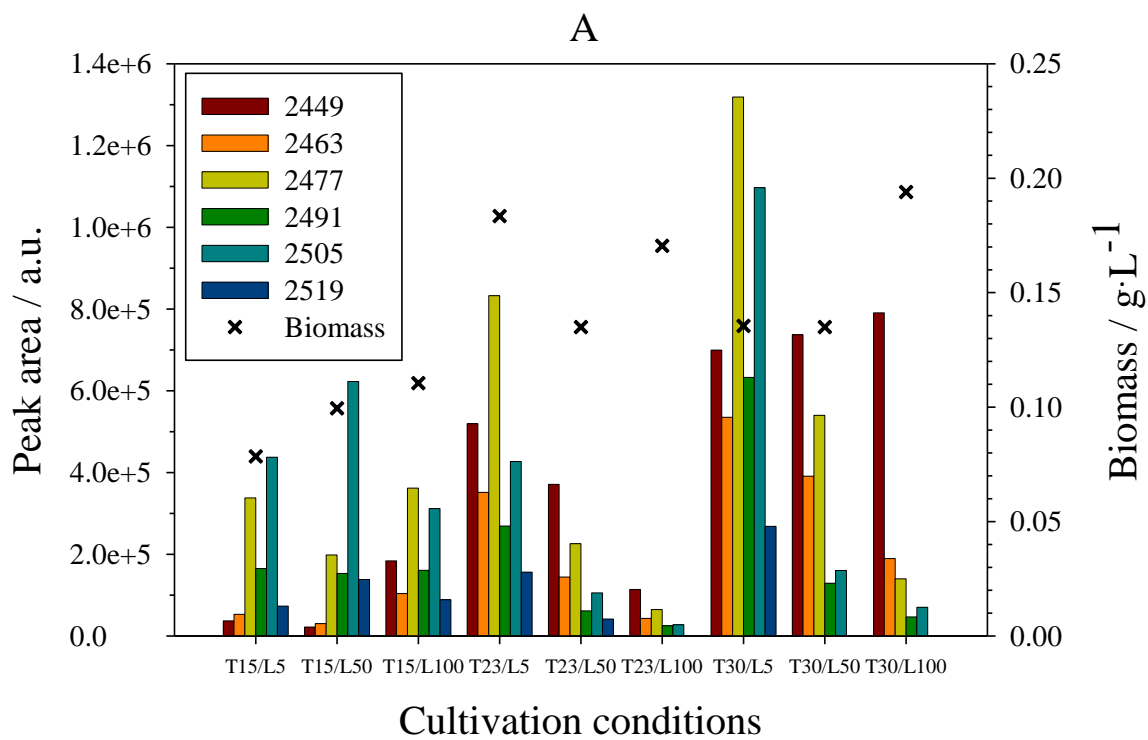 A
1.4e+6
1.2e+6
1.0e+6
8.0e+5
6.0e+5
4.0e+5
2.0e+5
0.0
Peak area / a.u.
2449
2463
2477
2491
2505
2519
Biomass
0.25
0.20
0.15
0.10
0.05
0.00
Biomass / g·L⁻¹
T15/L5 T15/L50 T15/L100 T23/L5 T23/L50 T23/L100 T30/L5 T30/L50 T30/L100
Cultivation conditions